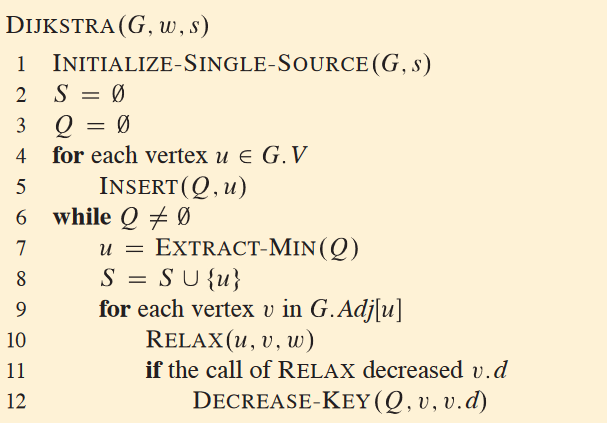 DIJKSTRA(G, w, s)
1 INITIALIZE-SINGLE-SOURCE(G, s)
2 S = ∅
3 Q = ∅
4 for each vertex u ∈ G.V
5 INSERT(Q, u)
6 while Q ≠ ∅
7 u = EXTRACT-MIN(Q)
8 S = S ∪ {u}
9 for each vertex v in G.Adj[u]
10 RELAX(u, v, w)
11 if the call of RELAX decreased v.d
12 DECREASE-KEY(Q, v, v.d)